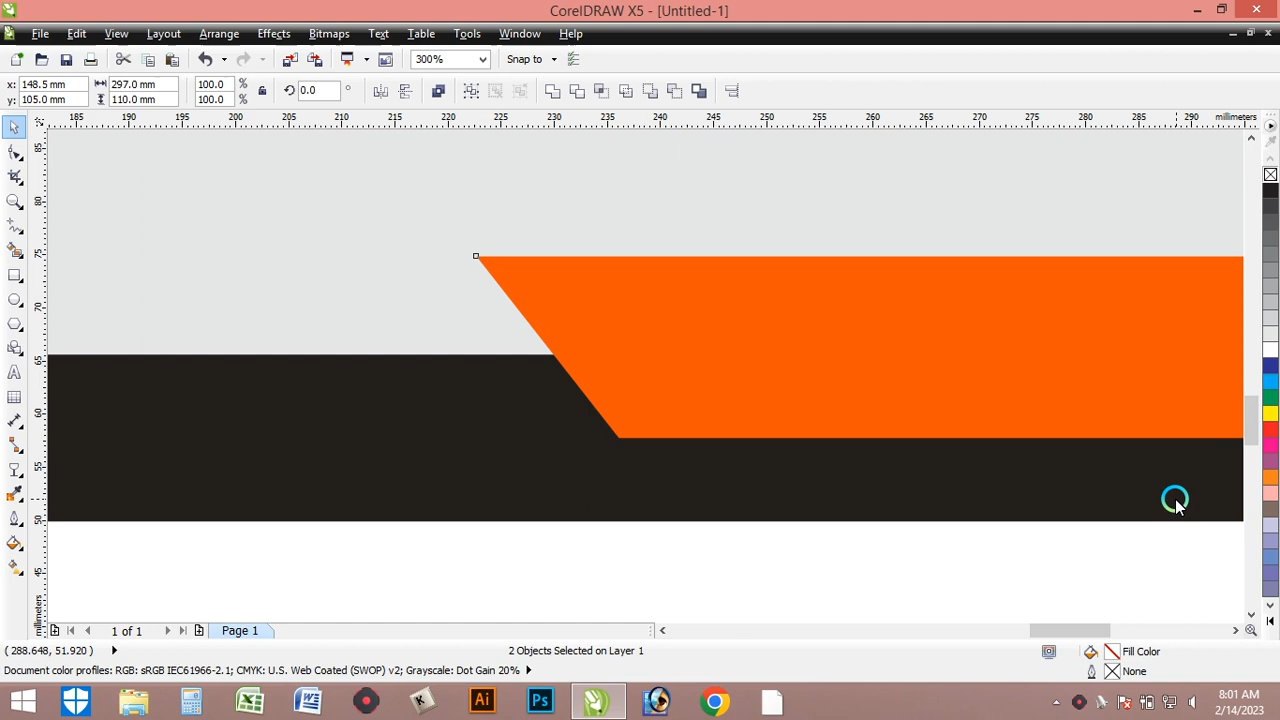 CorelDRAW X5 - [Untitled-1]
File Edit View Layout Arrange Effects Bitmaps Text Table Tools Window Help
300% Snap to
x: 148.5 mm 297.0 mm 100.0 % 0.0 °
y: 105.0 mm 110.0 mm 100.0 %
185 190 195 200 205 210 215 220 225 230 235 240 245 250 255 260 265 270 275 280 285 290 millimeters
85
80
75
70
65
60
55
50
45
millimeters
1 of 1 Page 1
( 288.648, 51.920 ) 2 Objects Selected on Layer 1 Fill Color
Document color profiles: RGB: sRGB IEC61966-2.1; CMYK: U.S. Web Coated (SWOP) v2; Grayscale: Dot Gain 20% None
K Ai Ps
8:01 AM
2/14/2023